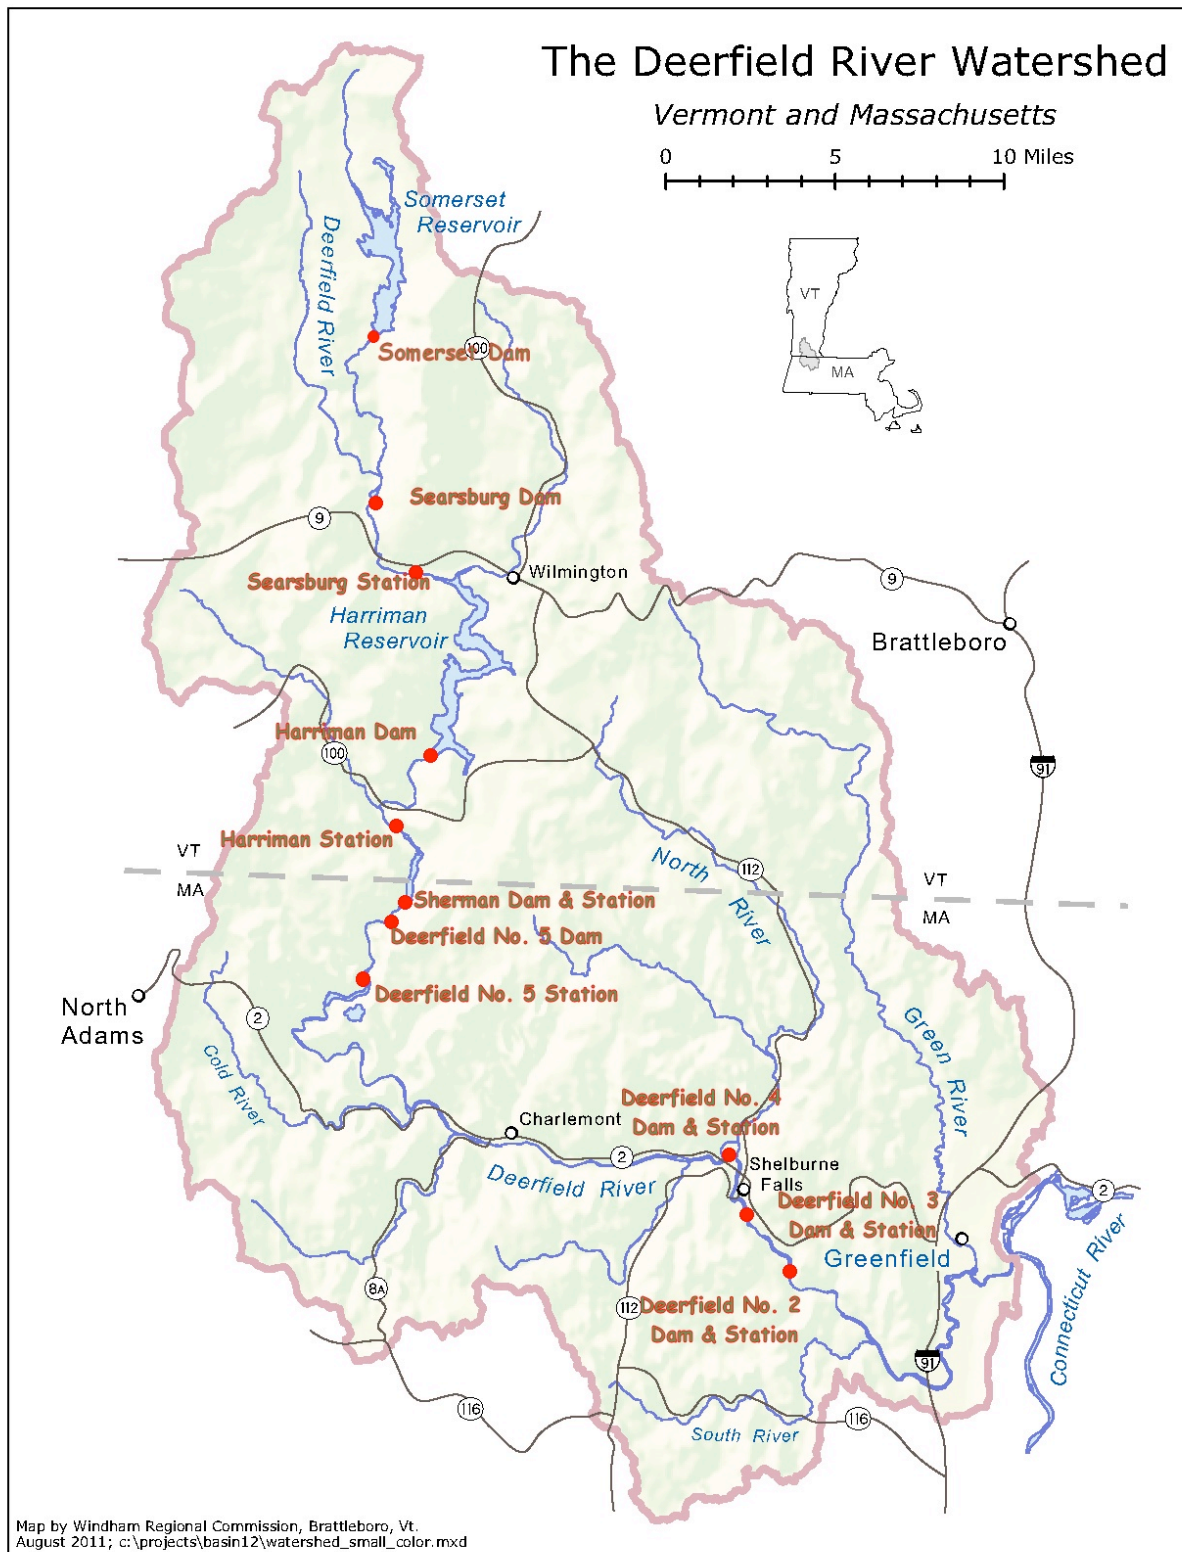 The Deerfield River Watershed
Vermont and Massachusetts
0 5 10 Miles
Somerset
Reservoir
Deerfield River
VT
MA
Somerset Dam
100
Searsburg Dam
9
Wilmington
9
Searsburg Station
Harriman
Reservoir
Brattleboro
Harriman Dam
100
91
Harriman Station
VT
MA
North River
112
VT
MA
Sherman Dam & Station
Deerfield No. 5 Dam
Deerfield No. 5 Station
North
Adams
2
Cold River
Green River
Deerfield No. 4
Dam & Station
Charlemont
2
Deerfield River
Shelburne
Falls
2
Deerfield No. 3
Dam & Station
Greenfield
Connecticut River
8A
112
Deerfield No. 2
Dam & Station
91
116
116
South River
Map by Windham Regional Commission, Brattleboro, Vt.
August 2011; c:\projects\basin12\watershed_small_color.mxd